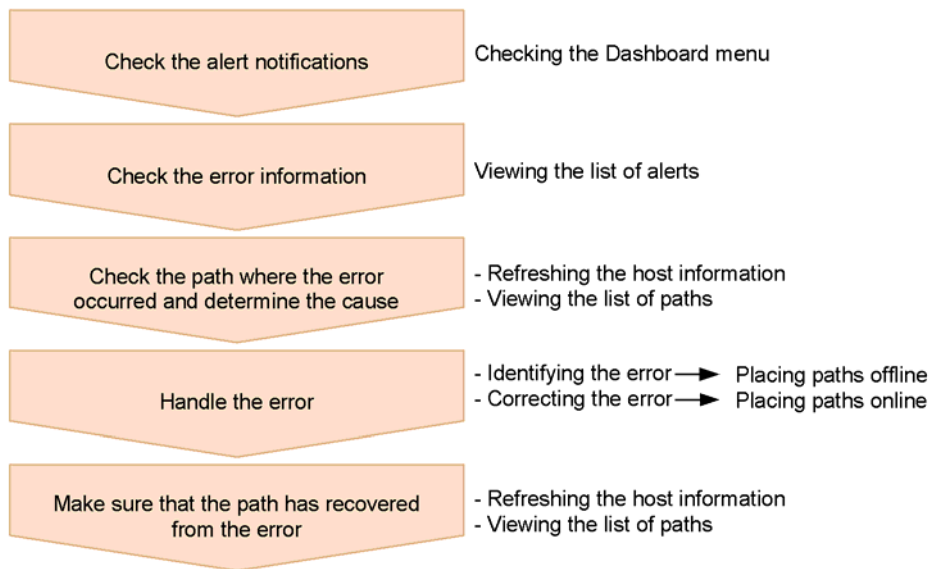 Check the alert notifications
Checking the Dashboard menu
Check the error information
Viewing the list of alerts
Check the path where the error
occurred and determine the cause
- Refreshing the host information
- Viewing the list of paths
Handle the error
- Identifying the error → Placing paths offline
- Correcting the error → Placing paths online
Make sure that the path has recovered
from the error
- Refreshing the host information
- Viewing the list of paths